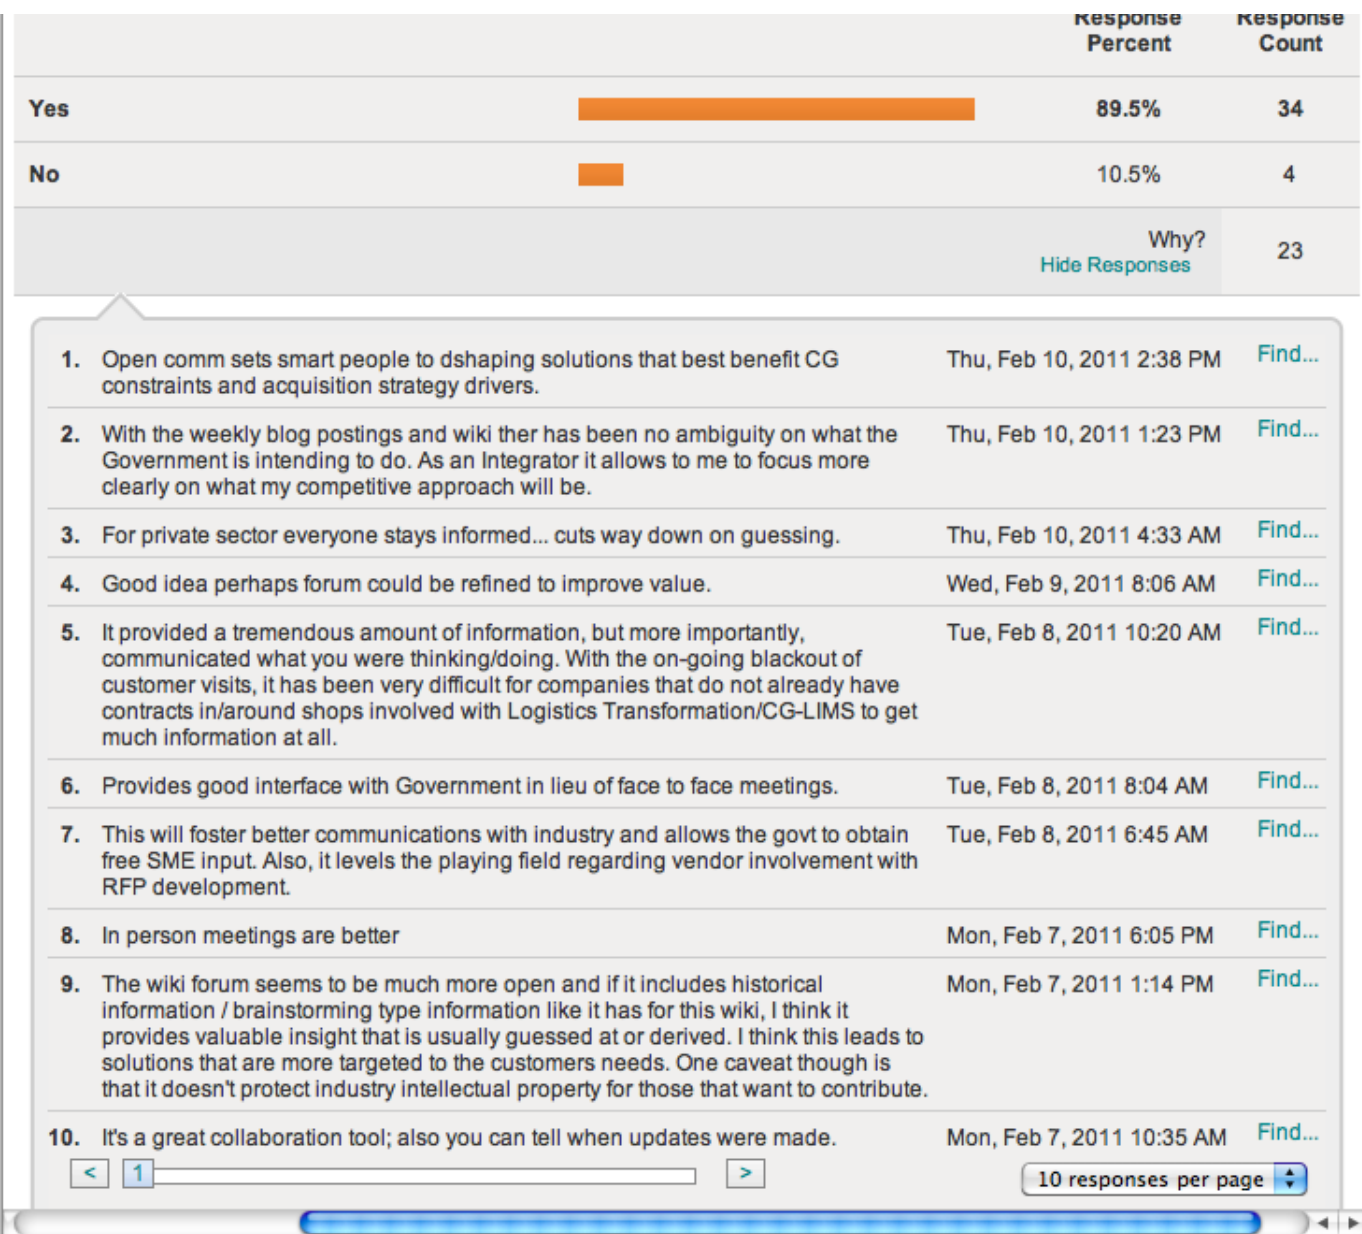 Response Response
Percent Count
Yes 89.5% 34
No 10.5% 4
Why? 23
Hide Responses
1. Open comm sets smart people to dshaping solutions that best benefit CG Thu, Feb 10, 2011 2:38 PM Find...
constraints and acquisition strategy drivers.
2. With the weekly blog postings and wiki ther has been no ambiguity on what the Thu, Feb 10, 2011 1:23 PM Find...
Government is intending to do. As an Integrator it allows to me to focus more
clearly on what my competitive approach will be.
3. For private sector everyone stays informed... cuts way down on guessing. Thu, Feb 10, 2011 4:33 AM Find...
4. Good idea perhaps forum could be refined to improve value. Wed, Feb 9, 2011 8:06 AM Find...
5. It provided a tremendous amount of information, but more importantly, Tue, Feb 8, 2011 10:20 AM Find...
communicated what you were thinking/doing. With the on-going blackout of
customer visits, it has been very difficult for companies that do not already have
contracts in/around shops involved with Logistics Transformation/CG-LIMS to get
much information at all.
6. Provides good interface with Government in lieu of face to face meetings. Tue, Feb 8, 2011 8:04 AM Find...
7. This will foster better communications with industry and allows the govt to obtain Tue, Feb 8, 2011 6:45 AM Find...
free SME input. Also, it levels the playing field regarding vendor involvement with
RFP development.
8. In person meetings are better Mon, Feb 7, 2011 6:05 PM Find...
9. The wiki forum seems to be much more open and if it includes historical Mon, Feb 7, 2011 1:14 PM Find...
information / brainstorming type information like it has for this wiki, I think it
provides valuable insight that is usually guessed at or derived. I think this leads to
solutions that are more targeted to the customers needs. One caveat though is
that it doesn't protect industry intellectual property for those that want to contribute.
10. It's a great collaboration tool; also you can tell when updates were made. Mon, Feb 7, 2011 10:35 AM Find...
< 1 > 10 responses per page